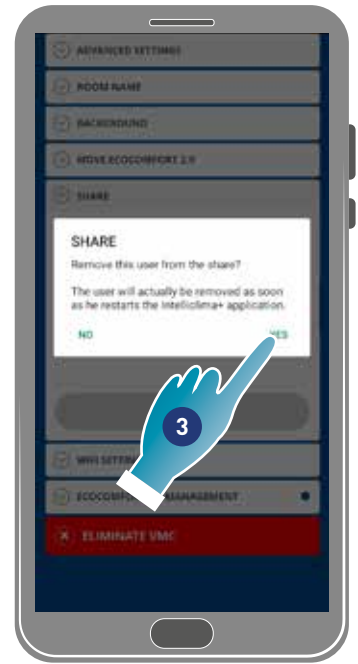 ADVANCED SETTINGS
ROOM NAME
BACKGROUND
MOVE ECOCOMFORT 2.0
SHARE
SHARE
Remove this user from the share?
The user will actually be removed as soon
as he restarts the Intelliclima+ application.
NO
YES
3
WIFI SETTIN
ECOCOMF MANAGEMENT
ELIMINATE VMC